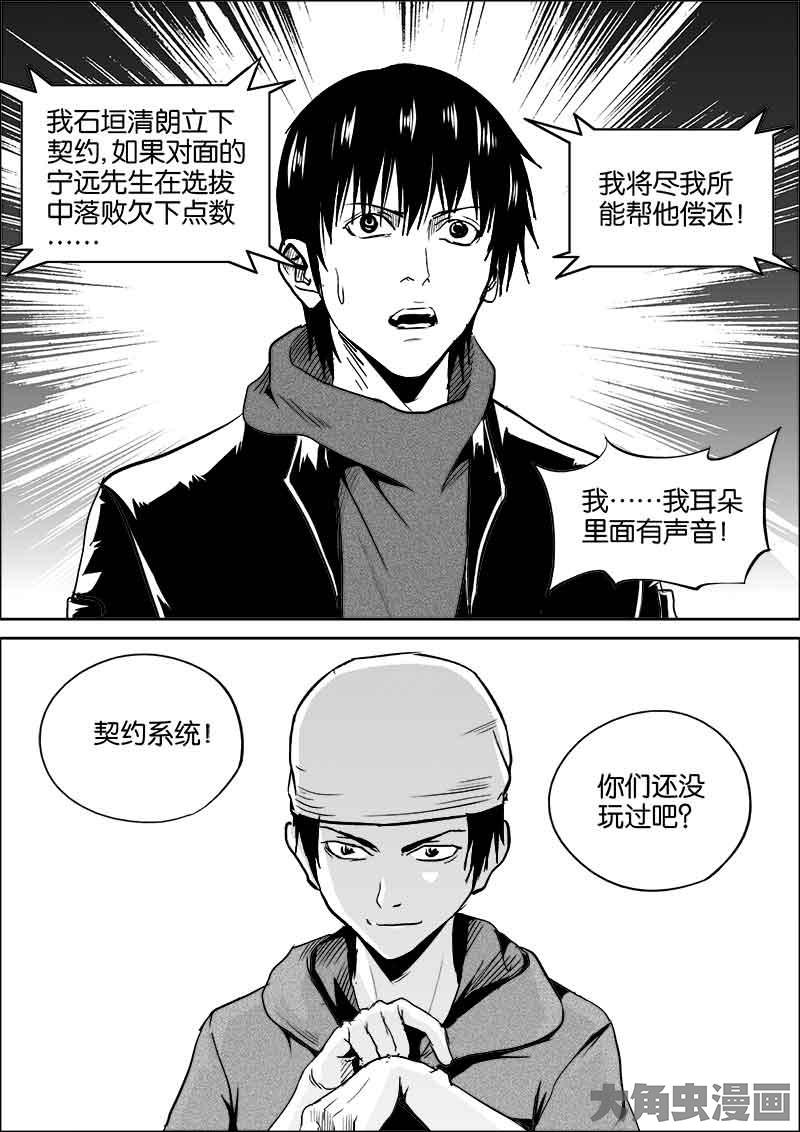 我石垣清朗立下
契约，如果对面的
宁远先生在选拔
中落败欠下点数
……
我将尽我所
能帮他偿还！
我……我耳朵
里面有声音！
契约系统！
你们还没
玩过吧？
大角虫漫画